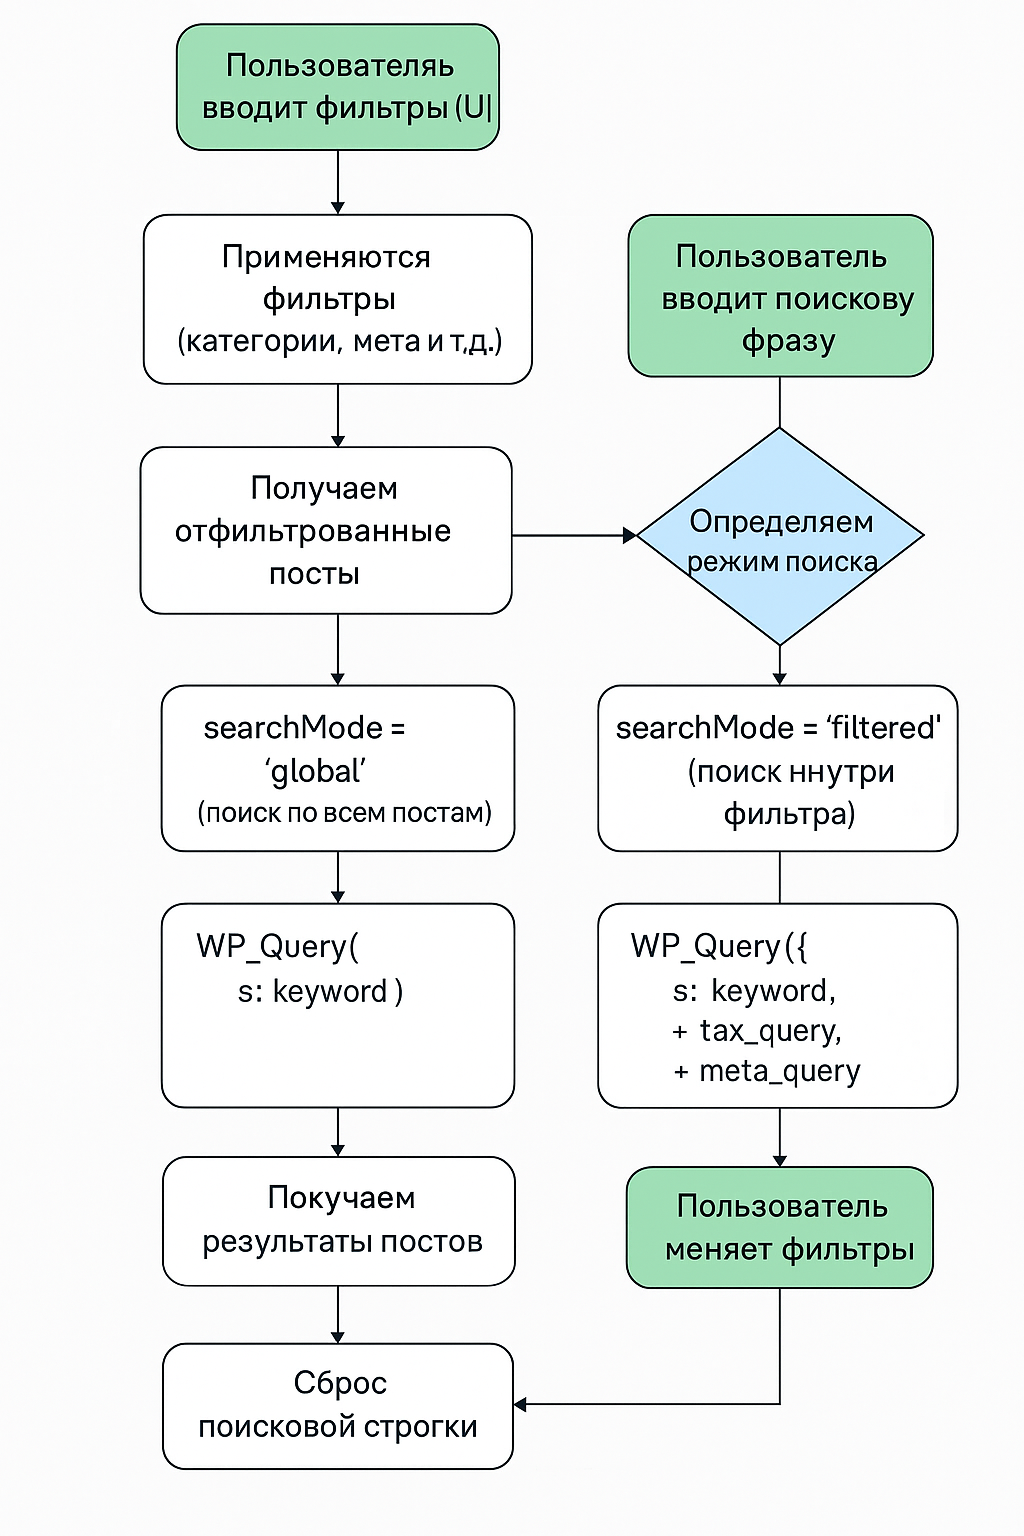 Пользователяь
вводит фильтры (U|
Применяются
фильтры
(категории, мета и т,д.)
Пользователь
вводит поискову
фразу
Получаем
отфильтрованные
посты
Определяем
режим поиска
searchMode =
‘global’
(поиск по всем постам)
searchMode = ‘filtered'
(поиск ннутри
фильтра)
WP_Query(
s: keyword )
WP_Query({
s: keyword,
+ tax_query,
+ meta_query
Покучаем
результаты постов
Пользователь
меняет фильтры
Сброс
поисковой строгки